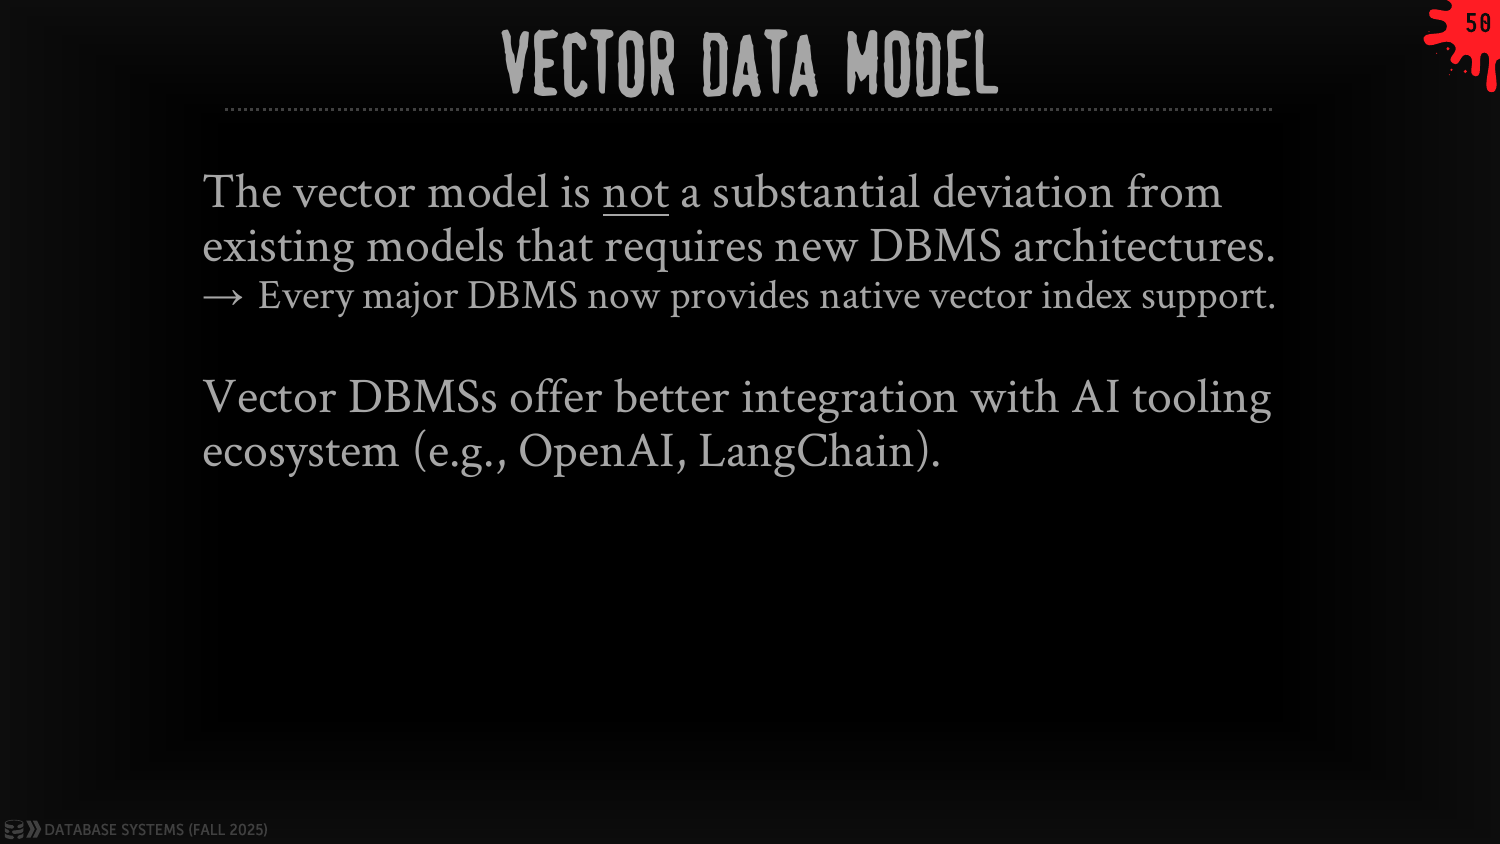 50
VECTOR DATA MODEL
The vector model is not a substantial deviation from
existing models that requires new DBMS architectures.
→ Every major DBMS now provides native vector index support.
Vector DBMSs offer better integration with AI tooling
ecosystem (e.g., OpenAI, LangChain).
DATABASE SYSTEMS (FALL 2025)